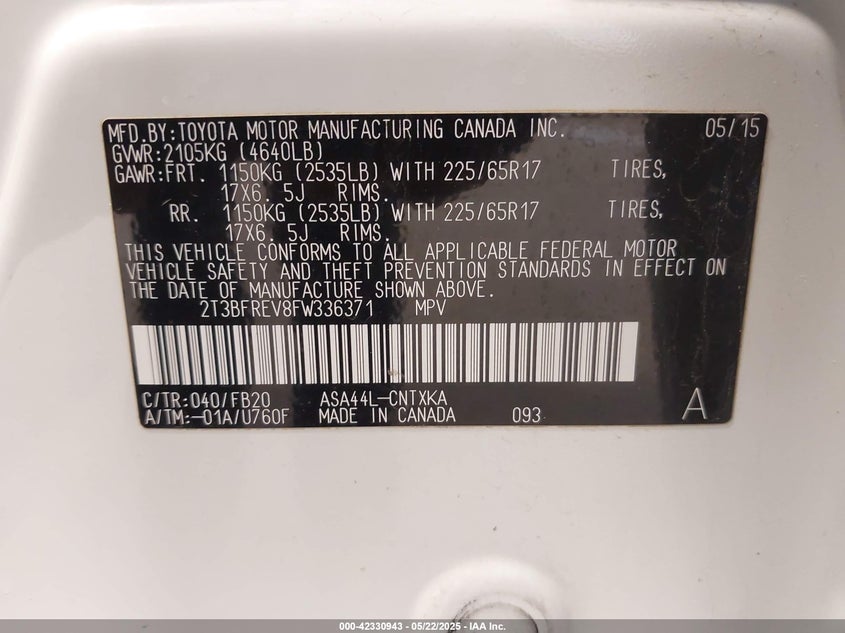 MFD.BY:TOYOTA MOTOR MANUFACTURING CANADA INC. 05/15
GVWR:2105KG (4640LB)
GAWR:FRT. 1150KG (2535LB) WITH 225/65R17 TIRES,
17X6. 5J RIMS.
RR. 1150KG (2535LB) WITH 225/65R17 TIRES,
17X6. 5J RIMS.
THIS VEHICLE CONFORMS TO ALL APPLICABLE FEDERAL MOTOR
VEHICLE SAFETY AND THEFT PREVENTION STANDARDS IN EFFECT ON
THE DATE OF MANUFACTURE SHOWN ABOVE.
2T3BFREV8FW336371 MPV
C/TR:040/FB20 ASA44L-CNTXKA
A/TM:-01A/U760F MADE IN CANADA 093 A
000-42330943 - 05/22/2025 - IAA Inc.